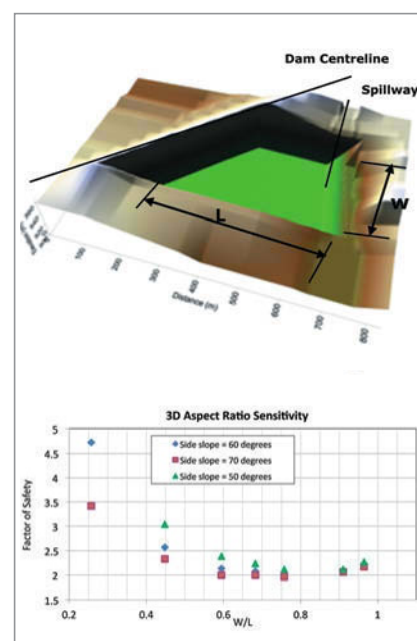 Dam Centreline
Spillway
W
L
100
200
300
400
500
600
700
800
Distance (m)
3D Aspect Ratio Sensitivity
Side slope = 60 degrees
Side slope = 70 degrees
Side slope = 50 degrees
Factor of Safety
5
4.5
4
3.5
3
2.5
2
1.5
0.2
0.4
0.6
0.8
1
W/L